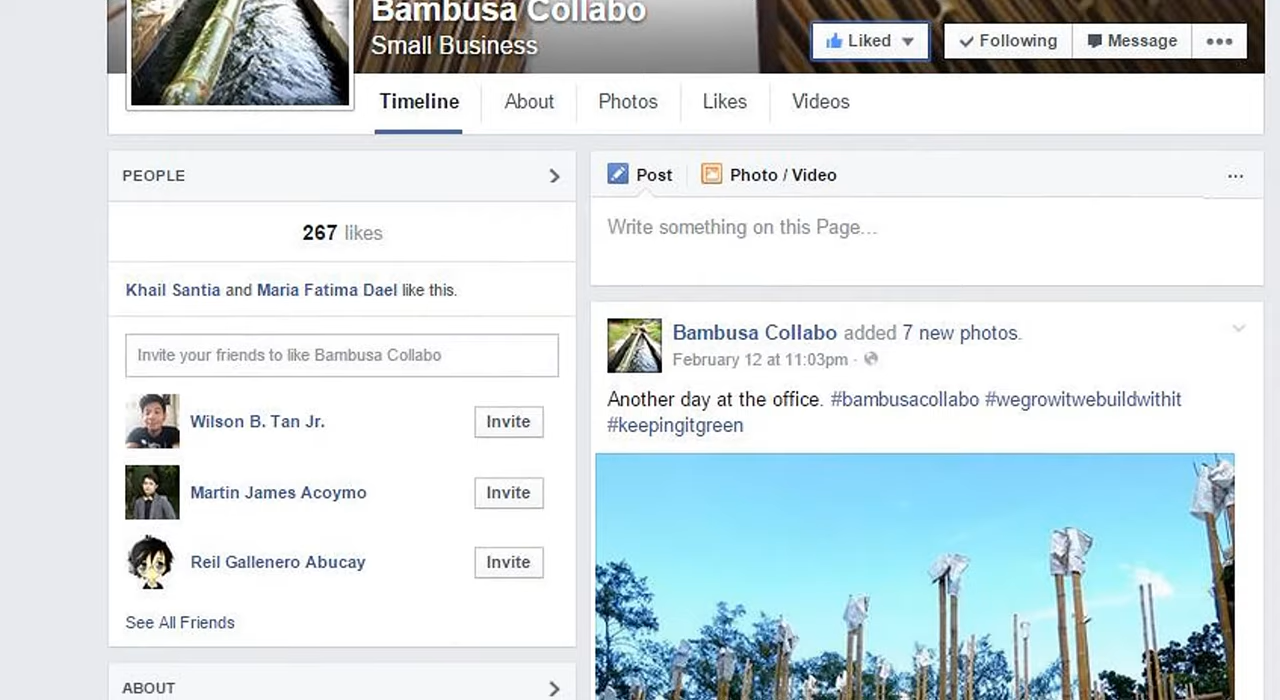 Bambusa Collabo
Small Business
Liked
Following
Message
Timeline
About
Photos
Likes
Videos
PEOPLE
267 likes
Khail Santia and Maria Fatima Dael like this.
Invite your friends to like Bambusa Collabo
Wilson B. Tan Jr.
Invite
Martin James Acoymo
Invite
Reil Gallenero Abucay
Invite
See All Friends
ABOUT
Post
Photo / Video
Write something on this Page...
Bambusa Collabo added 7 new photos.
February 12 at 11:03pm ·
Another day at the office. #bambusacollabo #wegrowitwebuildwithit
#keepingitgreen